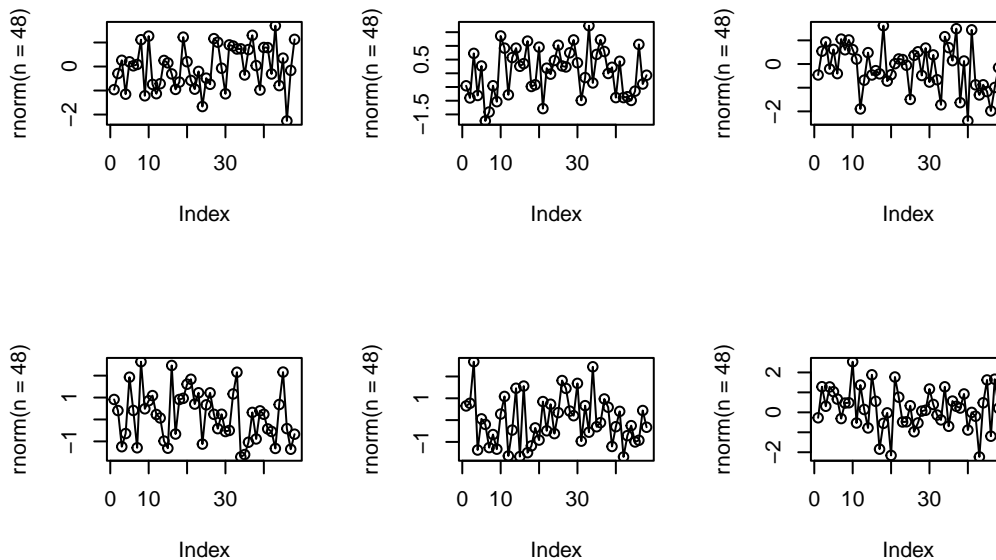 rnorm(n = 48)
0
−2
0 10 30
Index
rnorm(n = 48)
0.5
−1.5
0 10 30
Index
rnorm(n = 48)
0
−2
0 10 30
Index
rnorm(n = 48)
1
−1
0 10 30
Index
rnorm(n = 48)
1
−1
0 10 30
Index
rnorm(n = 48)
2
0
−2
0 10 30
Index